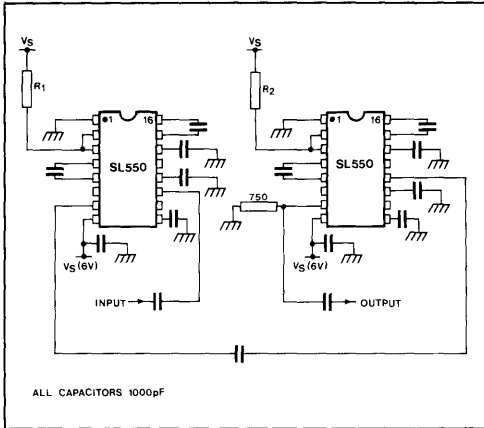 VS
VS
R1
R2
1
16
1
16
SL550
SL550
750
VS (6V)
VS (6V)
INPUT
OUTPUT
ALL CAPACITORS 1000pF